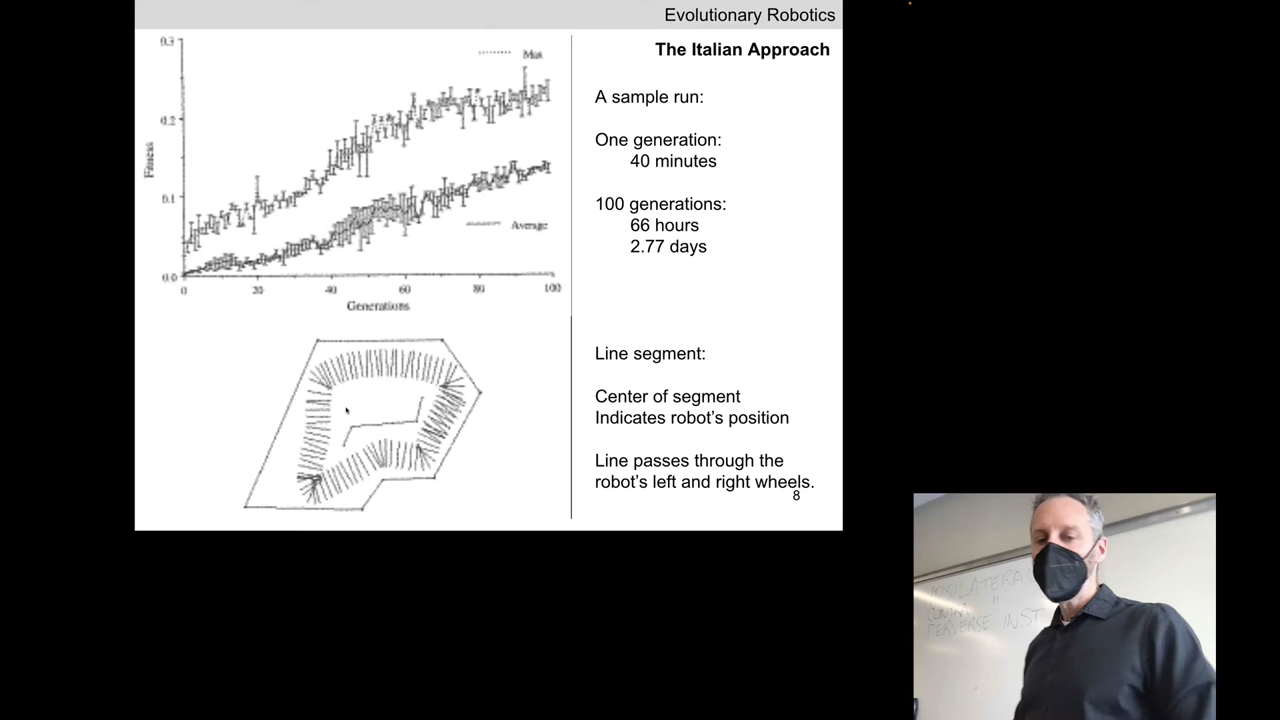 Evolutionary Robotics
The Italian Approach
0.3
0.2
0.1
0.0
Fitness
Max
Average
0
20
40
60
80
100
Generations
A sample run:
One generation:
40 minutes
100 generations:
66 hours
2.77 days
Line segment:
Center of segment
Indicates robot's position
Line passes through the
robot's left and right wheels.
8
PERVERSE INST